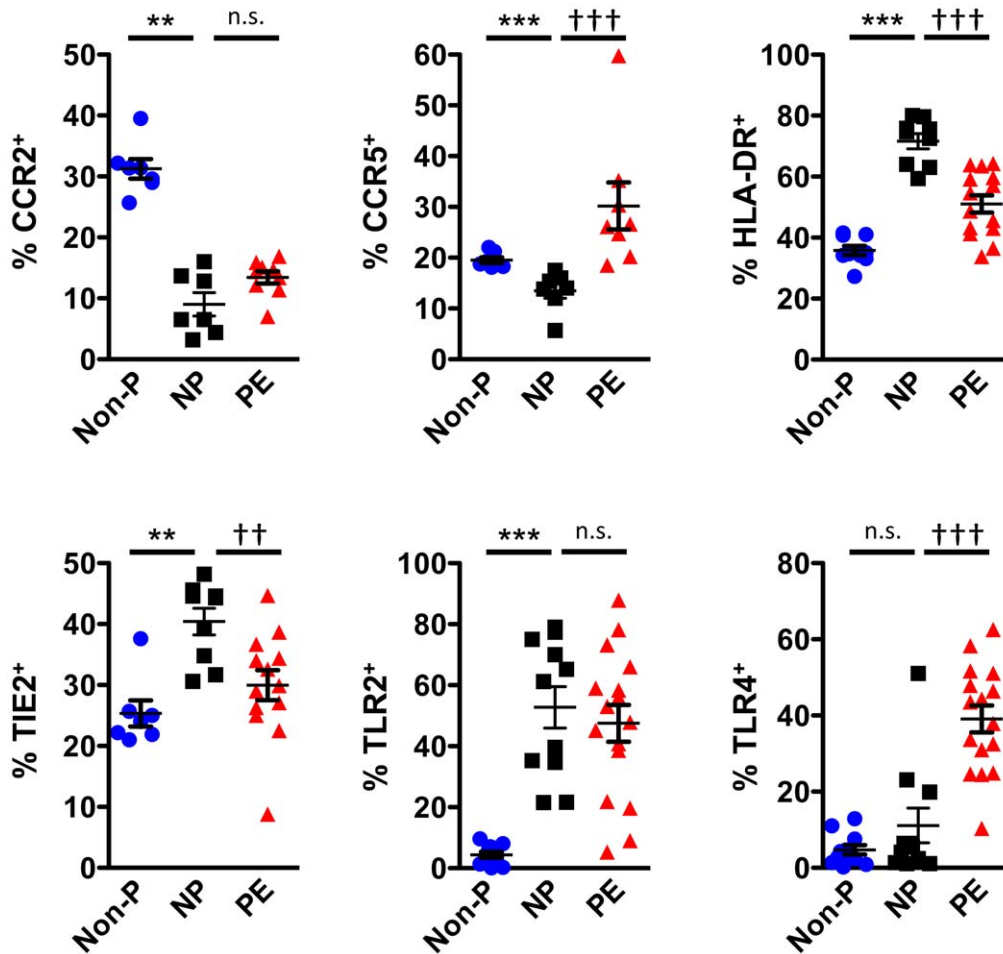 ** n.s.
% CCR2⁺
50
40
30
20
10
0
Non-P NP PE
*** †††
% CCR5⁺
60
50
40
30
20
10
0
Non-P NP PE
*** †††
% HLA-DR⁺
100
80
60
40
20
0
Non-P NP PE
** ††
% TIE2⁺
50
40
30
20
10
0
Non-P NP PE
*** n.s.
% TLR2⁺
100
80
60
40
20
0
Non-P NP PE
n.s. †††
% TLR4⁺
80
60
40
20
0
Non-P NP PE